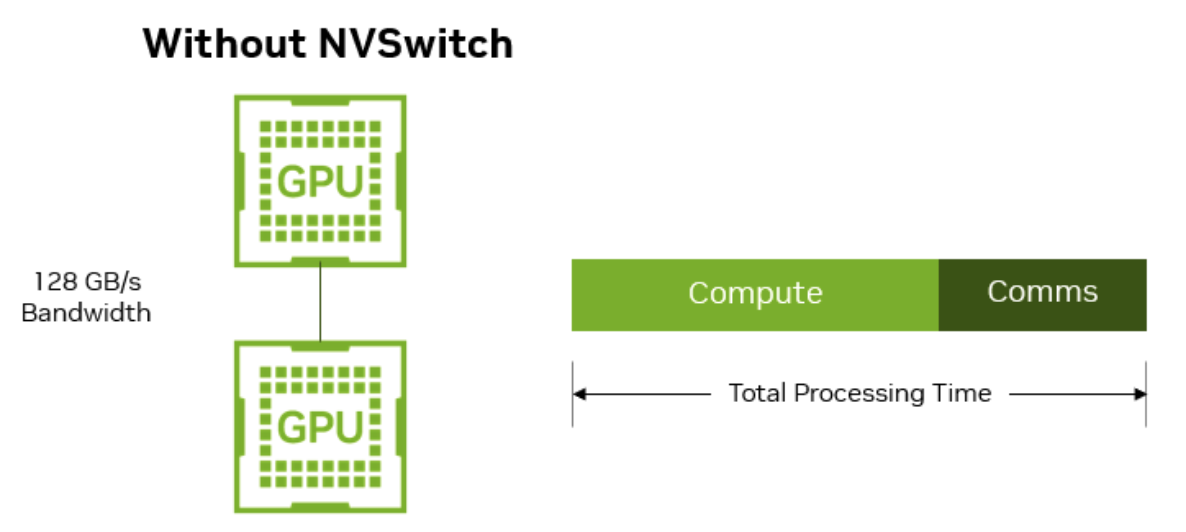 Without NVSwitch
GPU
128 GB/s
Bandwidth
Compute
Comms
Total Processing Time
GPU